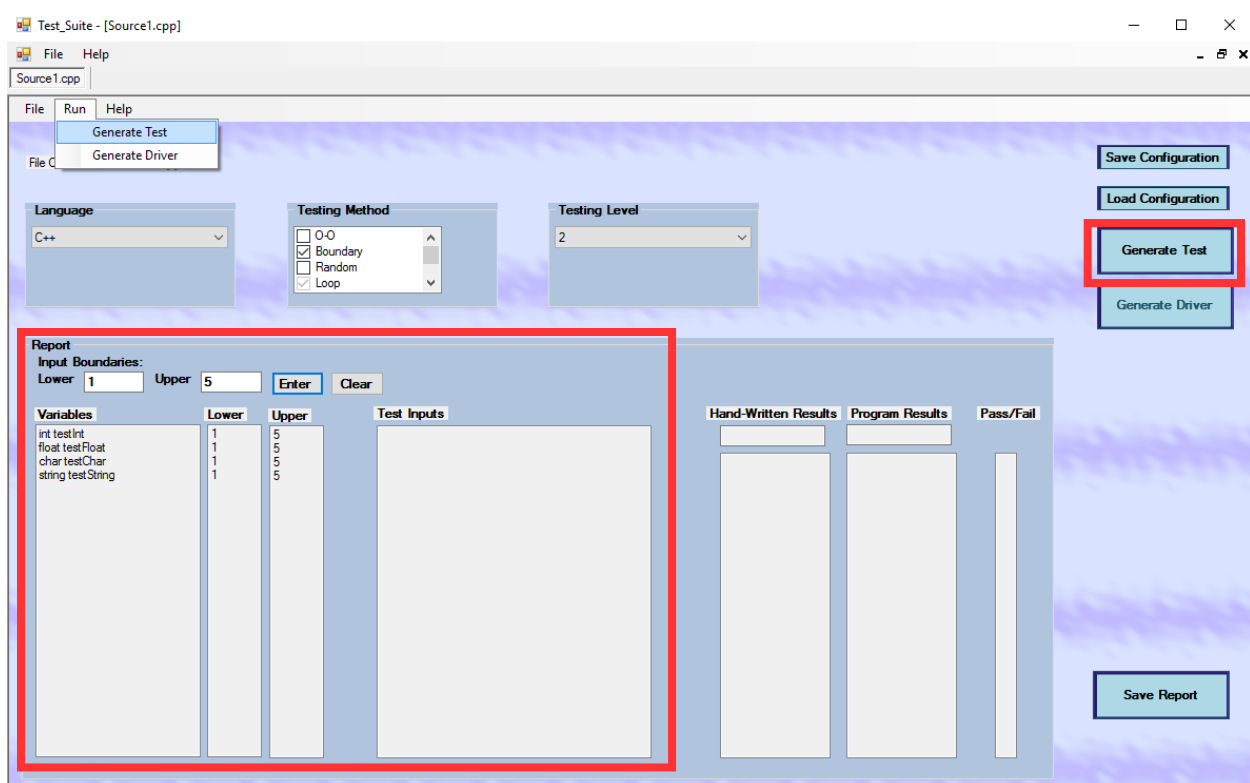 Test_Suite - [Source1.cpp]
File Help
Source1.cpp
File Run Help
Generate Test
Generate Driver
File
Save Configuration
Load Configuration
Generate Test
Generate Driver
Language
C++
Testing Method
O-O
Boundary
Random
Loop
Testing Level
2
Report
Input Boundaries:
Lower 1 Upper 5 Enter Clear
Variables Lower Upper Test Inputs Hand-Written Results Program Results Pass/Fail
int testInt 1 5
float testFloat 1 5
char testChar 1 5
string testString 1 5
Save Report